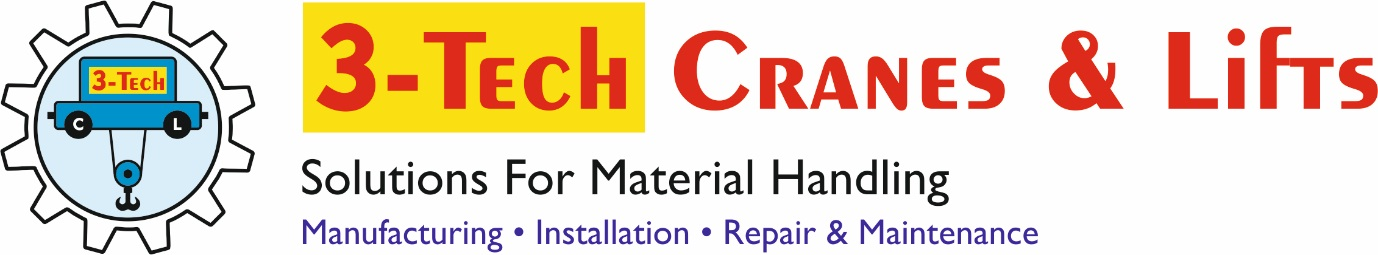 3-Tech
C L
3-Tech Cranes & Lifts
Solutions For Material Handling
Manufacturing • Installation • Repair & Maintenance